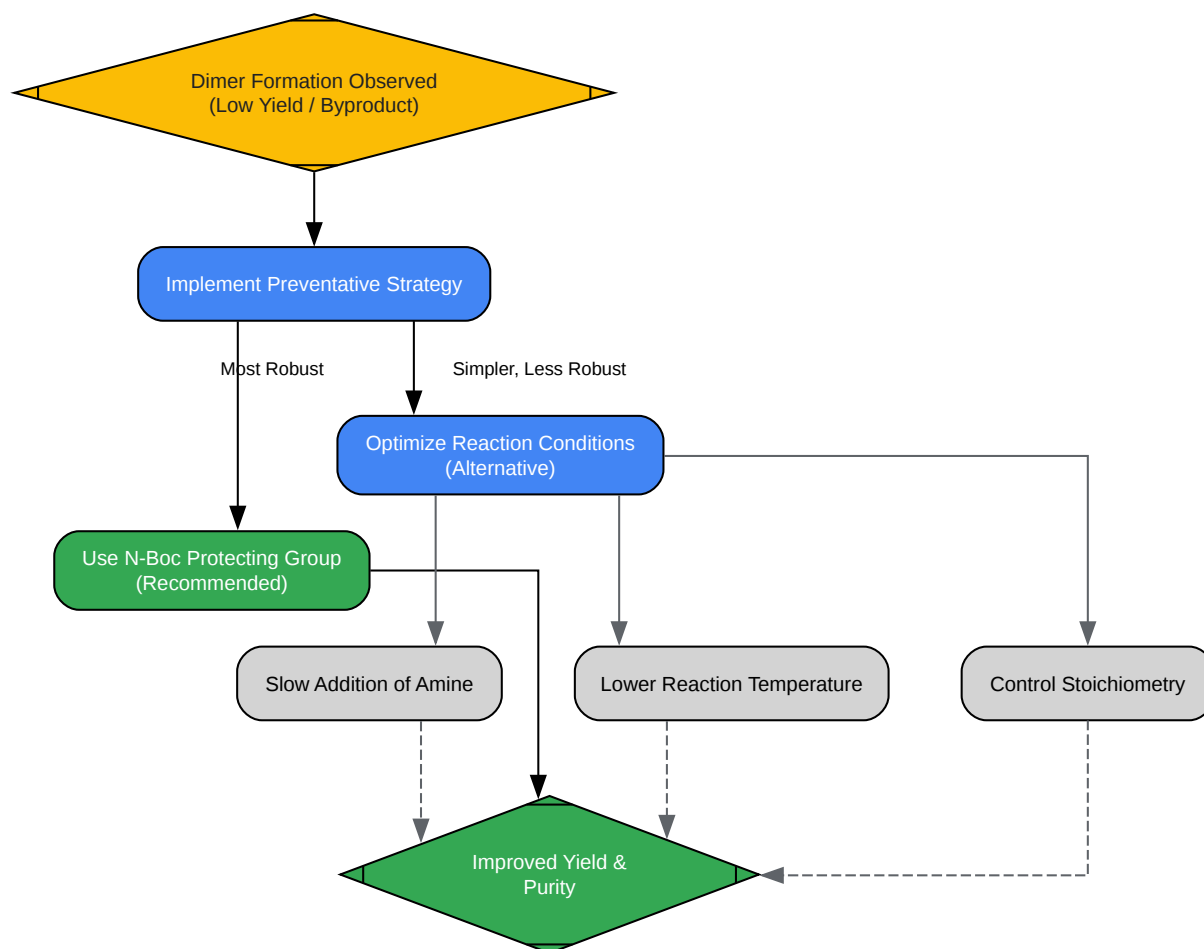 Dimer Formation Observed
(Low Yield / Byproduct)
Implement Preventative Strategy
Most Robust
Simpler, Less Robust
Optimize Reaction Conditions
(Alternative)
Use N-Boc Protecting Group
(Recommended)
Slow Addition of Amine
Lower Reaction Temperature
Control Stoichiometry
Improved Yield &
Purity